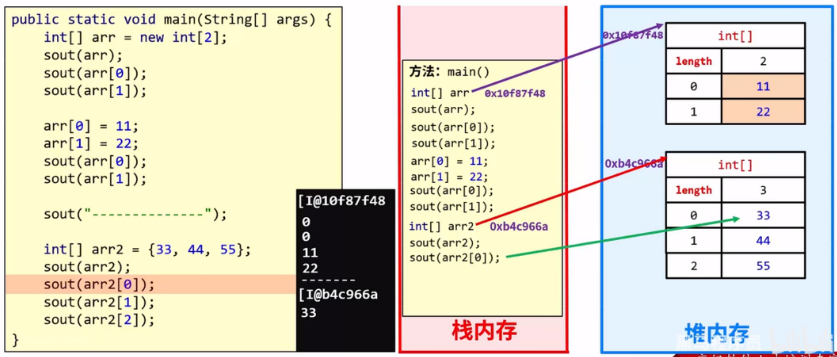 public static void main(String[] args) {
int[] arr = new int[2];
sout(arr);
sout(arr[0]);
sout(arr[1]);
arr[0] = 11;
arr[1] = 22;
sout(arr[0]);
sout(arr[1]);
sout("--------------");
int[] arr2 = {33, 44, 55};
sout(arr2);
sout(arr2[0]);
sout(arr2[1]);
sout(arr2[2]);
}
[I@10f87f48
0
0
11
22
-------
[I@b4c966a
33
方法：main()
int[] arr 0x10f87f48
sout(arr);
sout(arr[0]);
sout(arr[1]);
arr[0] = 11;
arr[1] = 22;
sout(arr[0]);
sout(arr[1]);
int[] arr2 0xb4c966a
sout(arr2);
sout(arr2[0]);
栈内存
0x10f87f48
int[]
length 2
0 11
1 22
0xb4c966a
int[]
length 3
0 33
1 44
2 55
堆内存